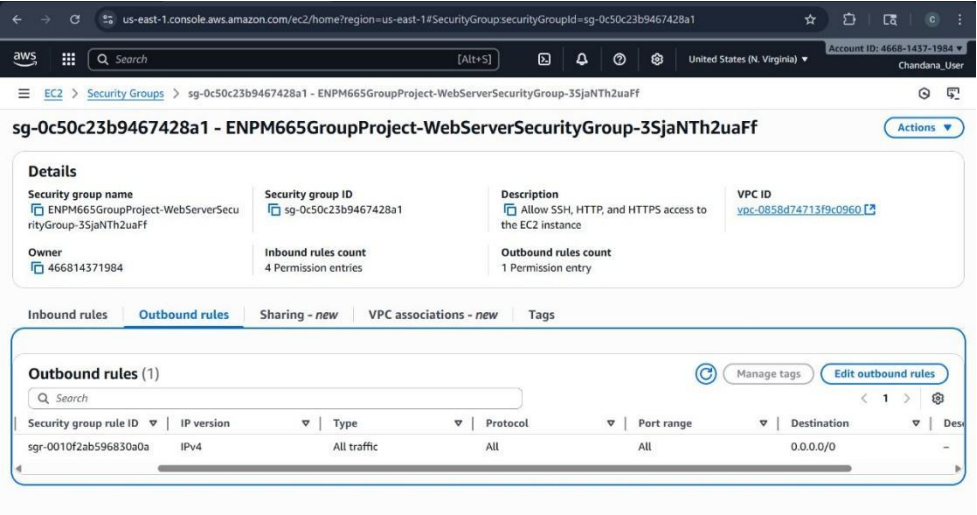 us-east-1.console.aws.amazon.com/ec2/home?region=us-east-1#SecurityGroup:securityGroupId=sg-0c50c23b9467428a1
C
aws
Search
[Alt+S]
United States (N. Virginia) ▼
Account ID: 4668-1437-1984 ▼
Chandana_User
EC2 > Security Groups > sg-0c50c23b9467428a1 - ENPM665GroupProject-WebServerSecurityGroup-3SjaNTh2uaFf
sg-0c50c23b9467428a1 - ENPM665GroupProject-WebServerSecurityGroup-3SjaNTh2uaFf
Actions ▼
Details
Security group name
ENPM665GroupProject-WebServerSecu
rityGroup-3SjaNTh2uaFf
Security group ID
sg-0c50c23b9467428a1
Description
Allow SSH, HTTP, and HTTPS access to
the EC2 instance
VPC ID
vpc-0858d74713f9c0960
Owner
466814371984
Inbound rules count
4 Permission entries
Outbound rules count
1 Permission entry
Inbound rules | Outbound rules | Sharing - new | VPC associations - new | Tags
Outbound rules (1)
Manage tags
Edit outbound rules
Search
< 1 >
Security group rule ID | IP version | Type | Protocol | Port range | Destination | Des
sgr-0010f2ab596830a0a IPv4 All traffic All All 0.0.0.0/0 –